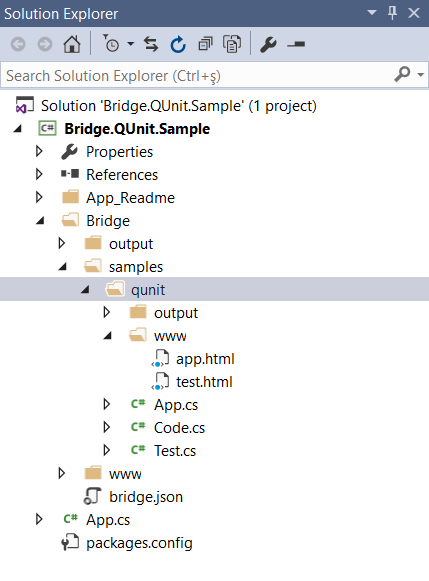 Solution Explorer
Search Solution Explorer (Ctrl+ş)
Solution 'Bridge.QUnit.Sample' (1 project)
C# Bridge.QUnit.Sample
Properties
References
App_Readme
Bridge
output
samples
qunit
output
www
app.html
test.html
C# App.cs
C# Code.cs
C# Test.cs
www
bridge.json
C# App.cs
packages.config